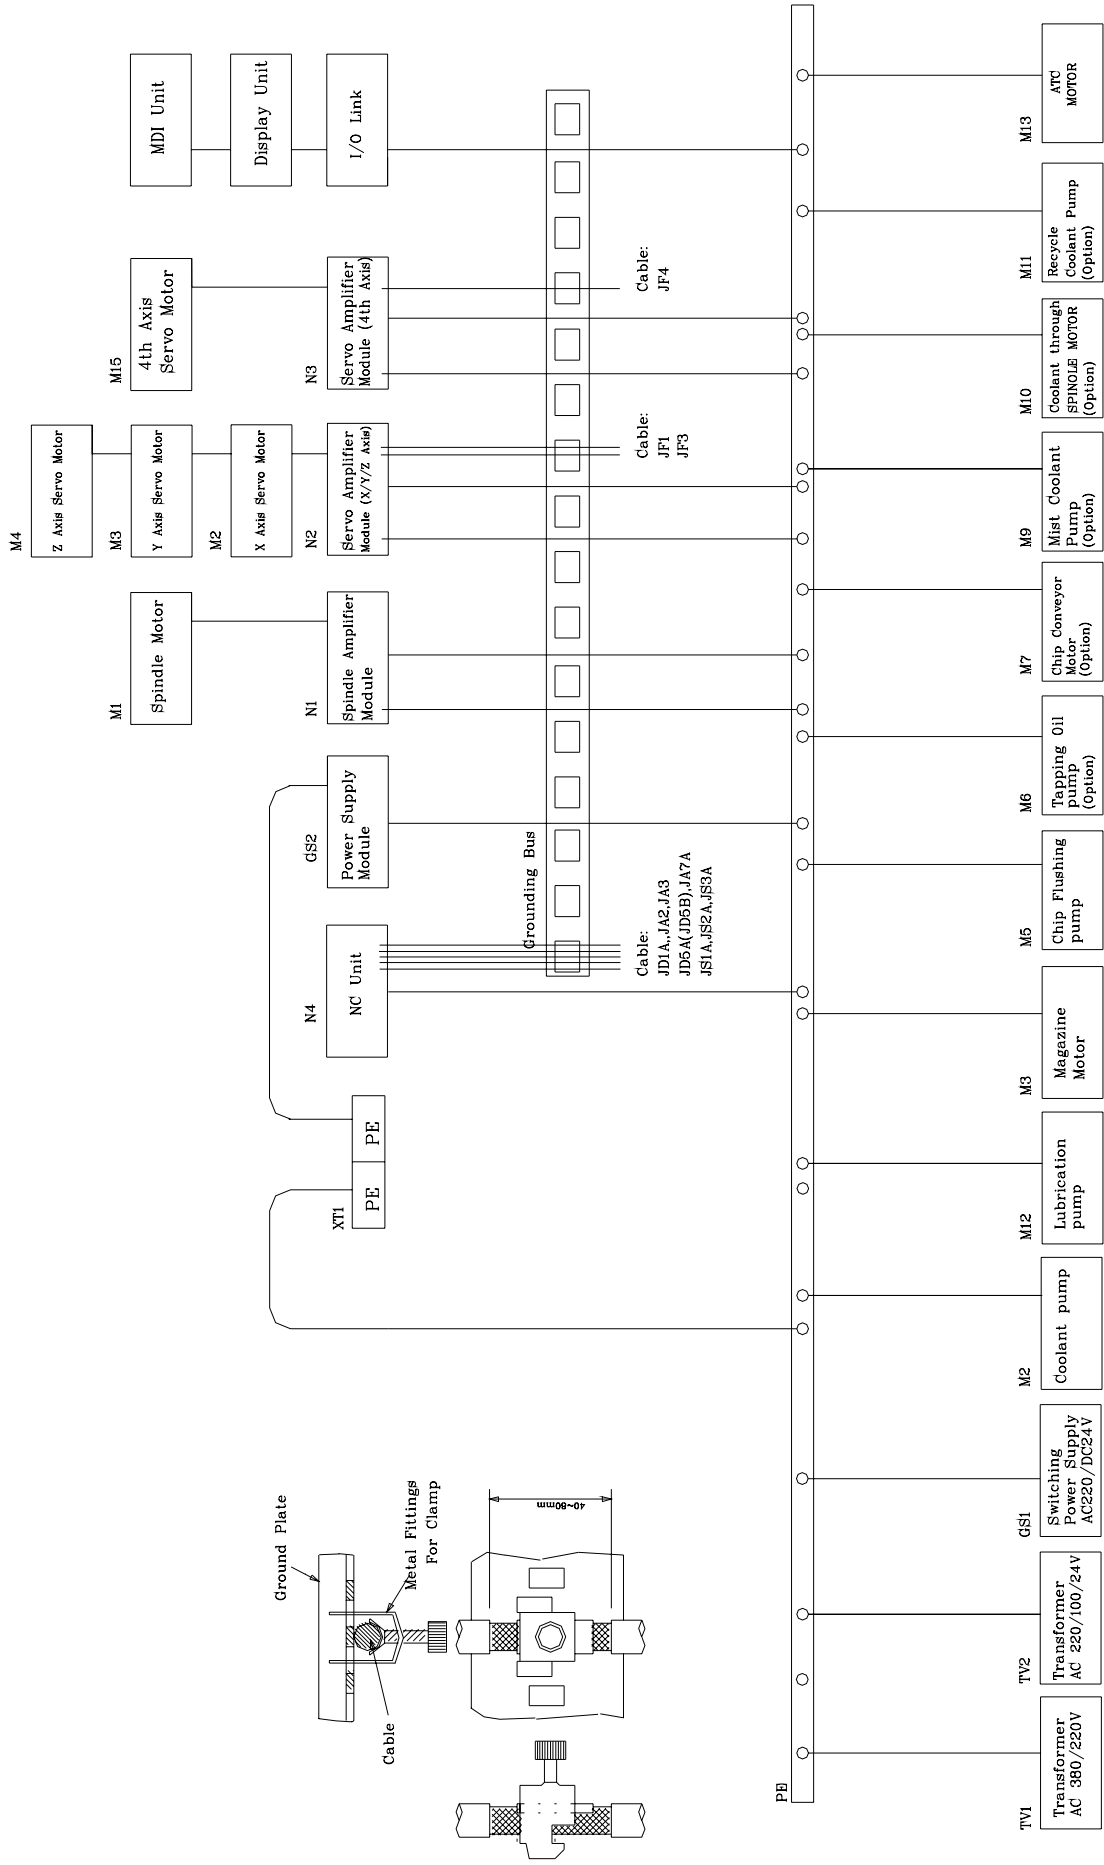 M4
Z Axis Servo Motor
M3
Y Axis Servo Motor
M2
X Axis Servo Motor
M1
Spindle Motor
M15
4th Axis
Servo Motor
MDI Unit
Display Unit
I/O Link
XT1
PE
PE
N4
NC Unit
GS2
Power Supply
Module
N1
Spindle Amplifier
Module
N2
Servo Amplifier
Module (X/Y/Z Axis)
N3
Servo Amplifier
Module (4th Axis)
Ground Plate
Cable
Metal Fittings
For Clamp
40~80mm
Grounding Bus
Cable:
JD1A,,JA2,JA3
JD5A(JD5B),JA7A
JS1A,JS2A,JS3A
Cable:
JF1
JF3
Cable:
JF4
PE
TV1
Transformer
AC 380/220V
TV2
Transformer
AC 220/100/24V
GS1
Switching
Power Supply
AC220/DC24V
M2
Coolant pump
M12
Lubrication
pump
M3
Magazine
Motor
M5
Chip Flushing
pump
M6
Tapping Oil
pump
(Option)
M7
Chip Conveyor
Motor
(Option)
M9
Mist Coolant
Pump
(Option)
M10
Coolant through
SPINOLE MOTOR
(Option)
M11
Recycle
Coolant Pump
(Option)
M13
ATC
MOTOR